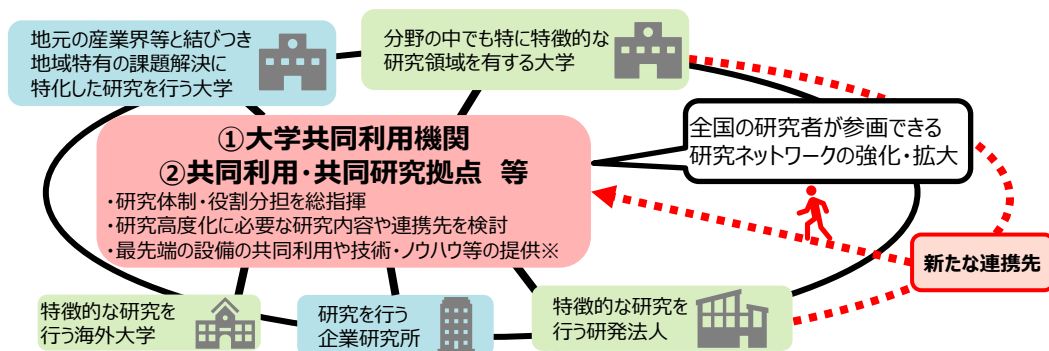 地元の産業界等と結びつき
地域特有の課題解決に
特化した研究を行う大学
分野の中でも特に特徴的な
研究領域を有する大学
全国の研究者が参画できる
研究ネットワークの強化・拡大
①大学共同利用機関
②共同利用・共同研究拠点 等
・研究体制・役割分担を総指揮
・研究高度化に必要な研究内容や連携先を検討
・最先端の設備の共同利用や技術・ノウハウ等の提供※
新たな連携先
特徴的な研究を
行う海外大学
研究を行う
企業研究所
特徴的な研究を
行う研発法人